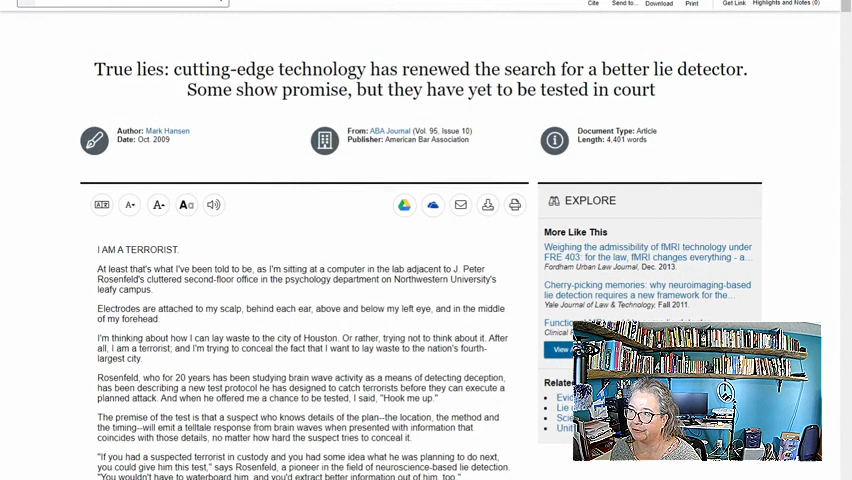 Cite Send to... Download Print Get Link Highlights and Notes (0)
True lies: cutting-edge technology has renewed the search for a better lie detector.
Some show promise, but they have yet to be tested in court
Author: Mark Hansen
Date: Oct. 2009
From: ABA Journal (Vol. 95, Issue 10)
Publisher: American Bar Association
Document Type: Article
Length: 4,401 words
EXPLORE
More Like This
Weighing the admissibility of fMRI technology under
FRE 403: for the law, fMRI changes everything - a...
Fordham Urban Law Journal, Dec. 2013.
Cherry-picking memories: why neuroimaging-based
lie detection requires a new framework for the...
Yale Journal of Law & Technology, Fall 2011.
I AM A TERRORIST.
At least that's what I've been told to be, as I'm sitting at a computer in the lab adjacent to J. Peter
Rosenfeld's cluttered second-floor office in the psychology department on Northwestern University's
leafy campus.
Electrodes are attached to my scalp, behind each ear, above and below my left eye, and in the middle
of my forehead.
I'm thinking about how I can lay waste to the city of Houston. Or rather, trying not to think about it. After
all, I am a terrorist; and I'm trying to conceal the fact that I want to lay waste to the nation's fourth-
largest city.
Rosenfeld, who for 20 years has been studying brain wave activity as a means of detecting deception,
has been describing a new test protocol he has designed to catch terrorists before they can execute a
planned attack. And when he offered me a chance to be tested, I said, "Hook me up."
The premise of the test is that a suspect who knows details of the plan--the location, the method and
the timing--will emit a telltale response from brain waves when presented with information that
coincides with those details, no matter how hard the suspect tries to conceal it.
"If you had a suspected terrorist in custody and you had some idea what he was planning to do next,
you could give him this test," says Rosenfeld, a pioneer in the field of neuroscience-based lie detection.
"You wouldn't have to waterboard him, and you'd extract better information out of him, too."